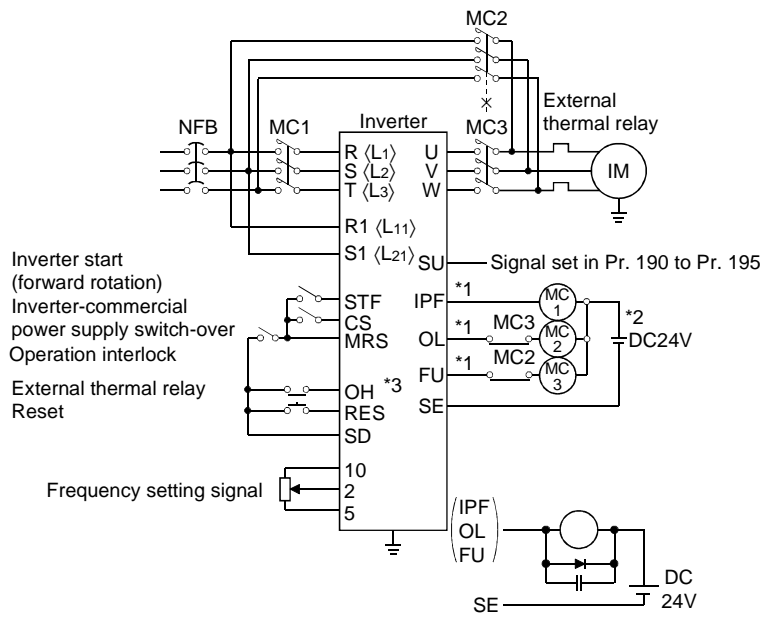 MC2
External
thermal relay
NFB
MC1
Inverter
MC3
R ⟨L1⟩
S ⟨L2⟩
T ⟨L3⟩
U
V
W
IM
R1 ⟨L11⟩
S1 ⟨L21⟩
SU
Signal set in Pr. 190 to Pr. 195
Inverter start
(forward rotation)
Inverter-commercial
power supply switch-over
Operation interlock
External thermal relay
Reset
STF
CS
MRS
OH *3
RES
SD
IPF
*1
MC
1
OL
*1
MC3
MC
2
FU
*1
MC2
MC
3
SE
*2
DC24V
Frequency setting signal
10
2
5
(IPF
OL
FU)
SE
DC
24V